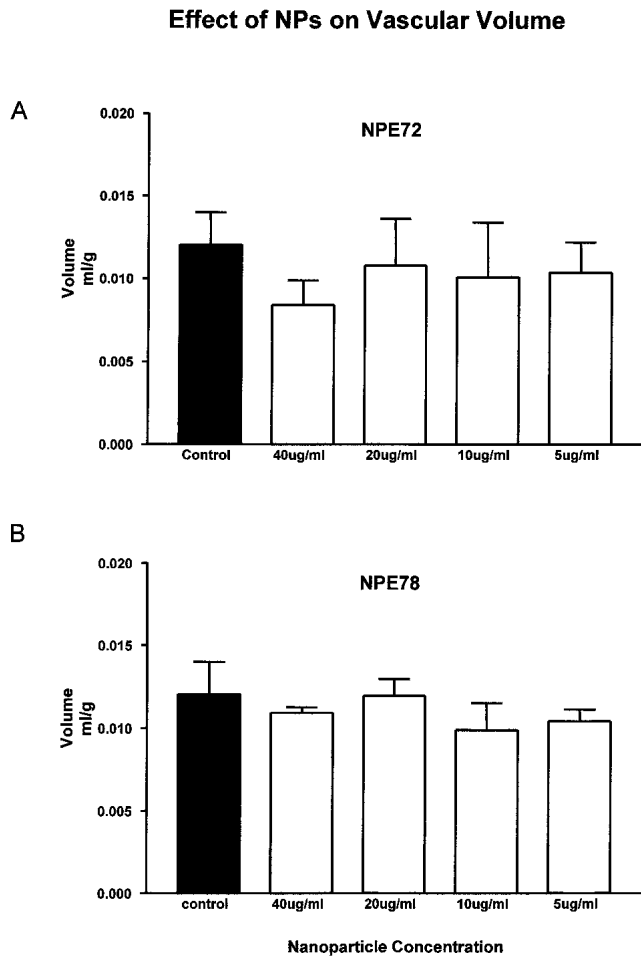 Effect of NPs on Vascular Volume
A
NPE72
Volume
ml/g
0.020
0.015
0.010
0.005
0.000
Control 40ug/ml 20ug/ml 10ug/ml 5ug/ml
B
NPE78
Volume
ml/g
0.020
0.015
0.010
0.005
0.000
control 40ug/ml 20ug/ml 10ug/ml 5ug/ml
Nanoparticle Concentration